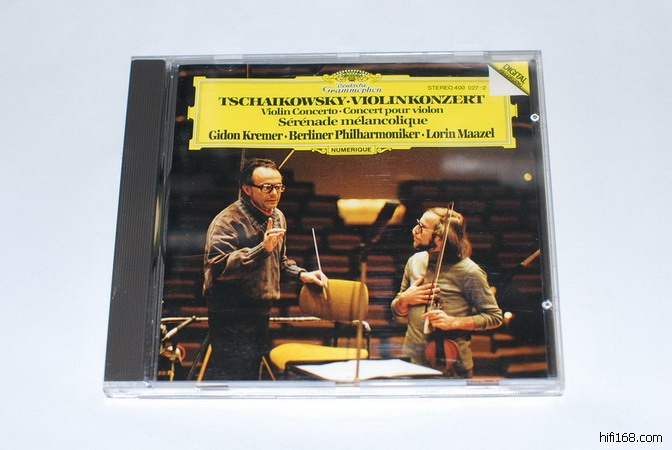 Deutsche
Grammophon
STEREO 400 027-2
DIGITAL
TSCHAIKOWSKY·VIOLINKONZERT
Violin Concerto·Concert pour violon
Sérénade mélancolique
Gidon Kremer·Berliner Philharmoniker·Lorin Maazel
NUMERIQUE
hifi168.com